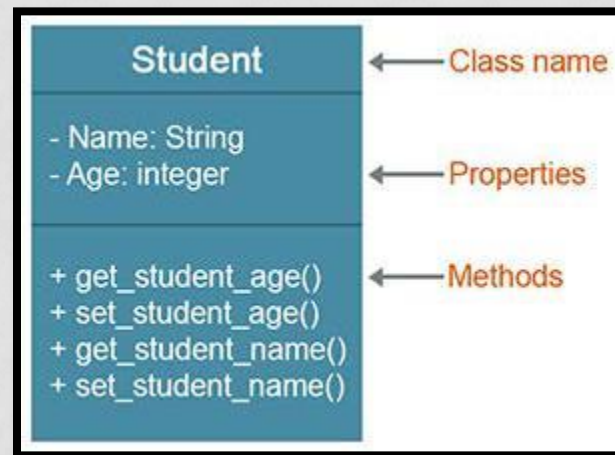 Student
Class name
- Name: String
- Age: integer
Properties
+ get_student_age()
Methods
+ set_student_age()
+ get_student_name()
+ set_student_name()